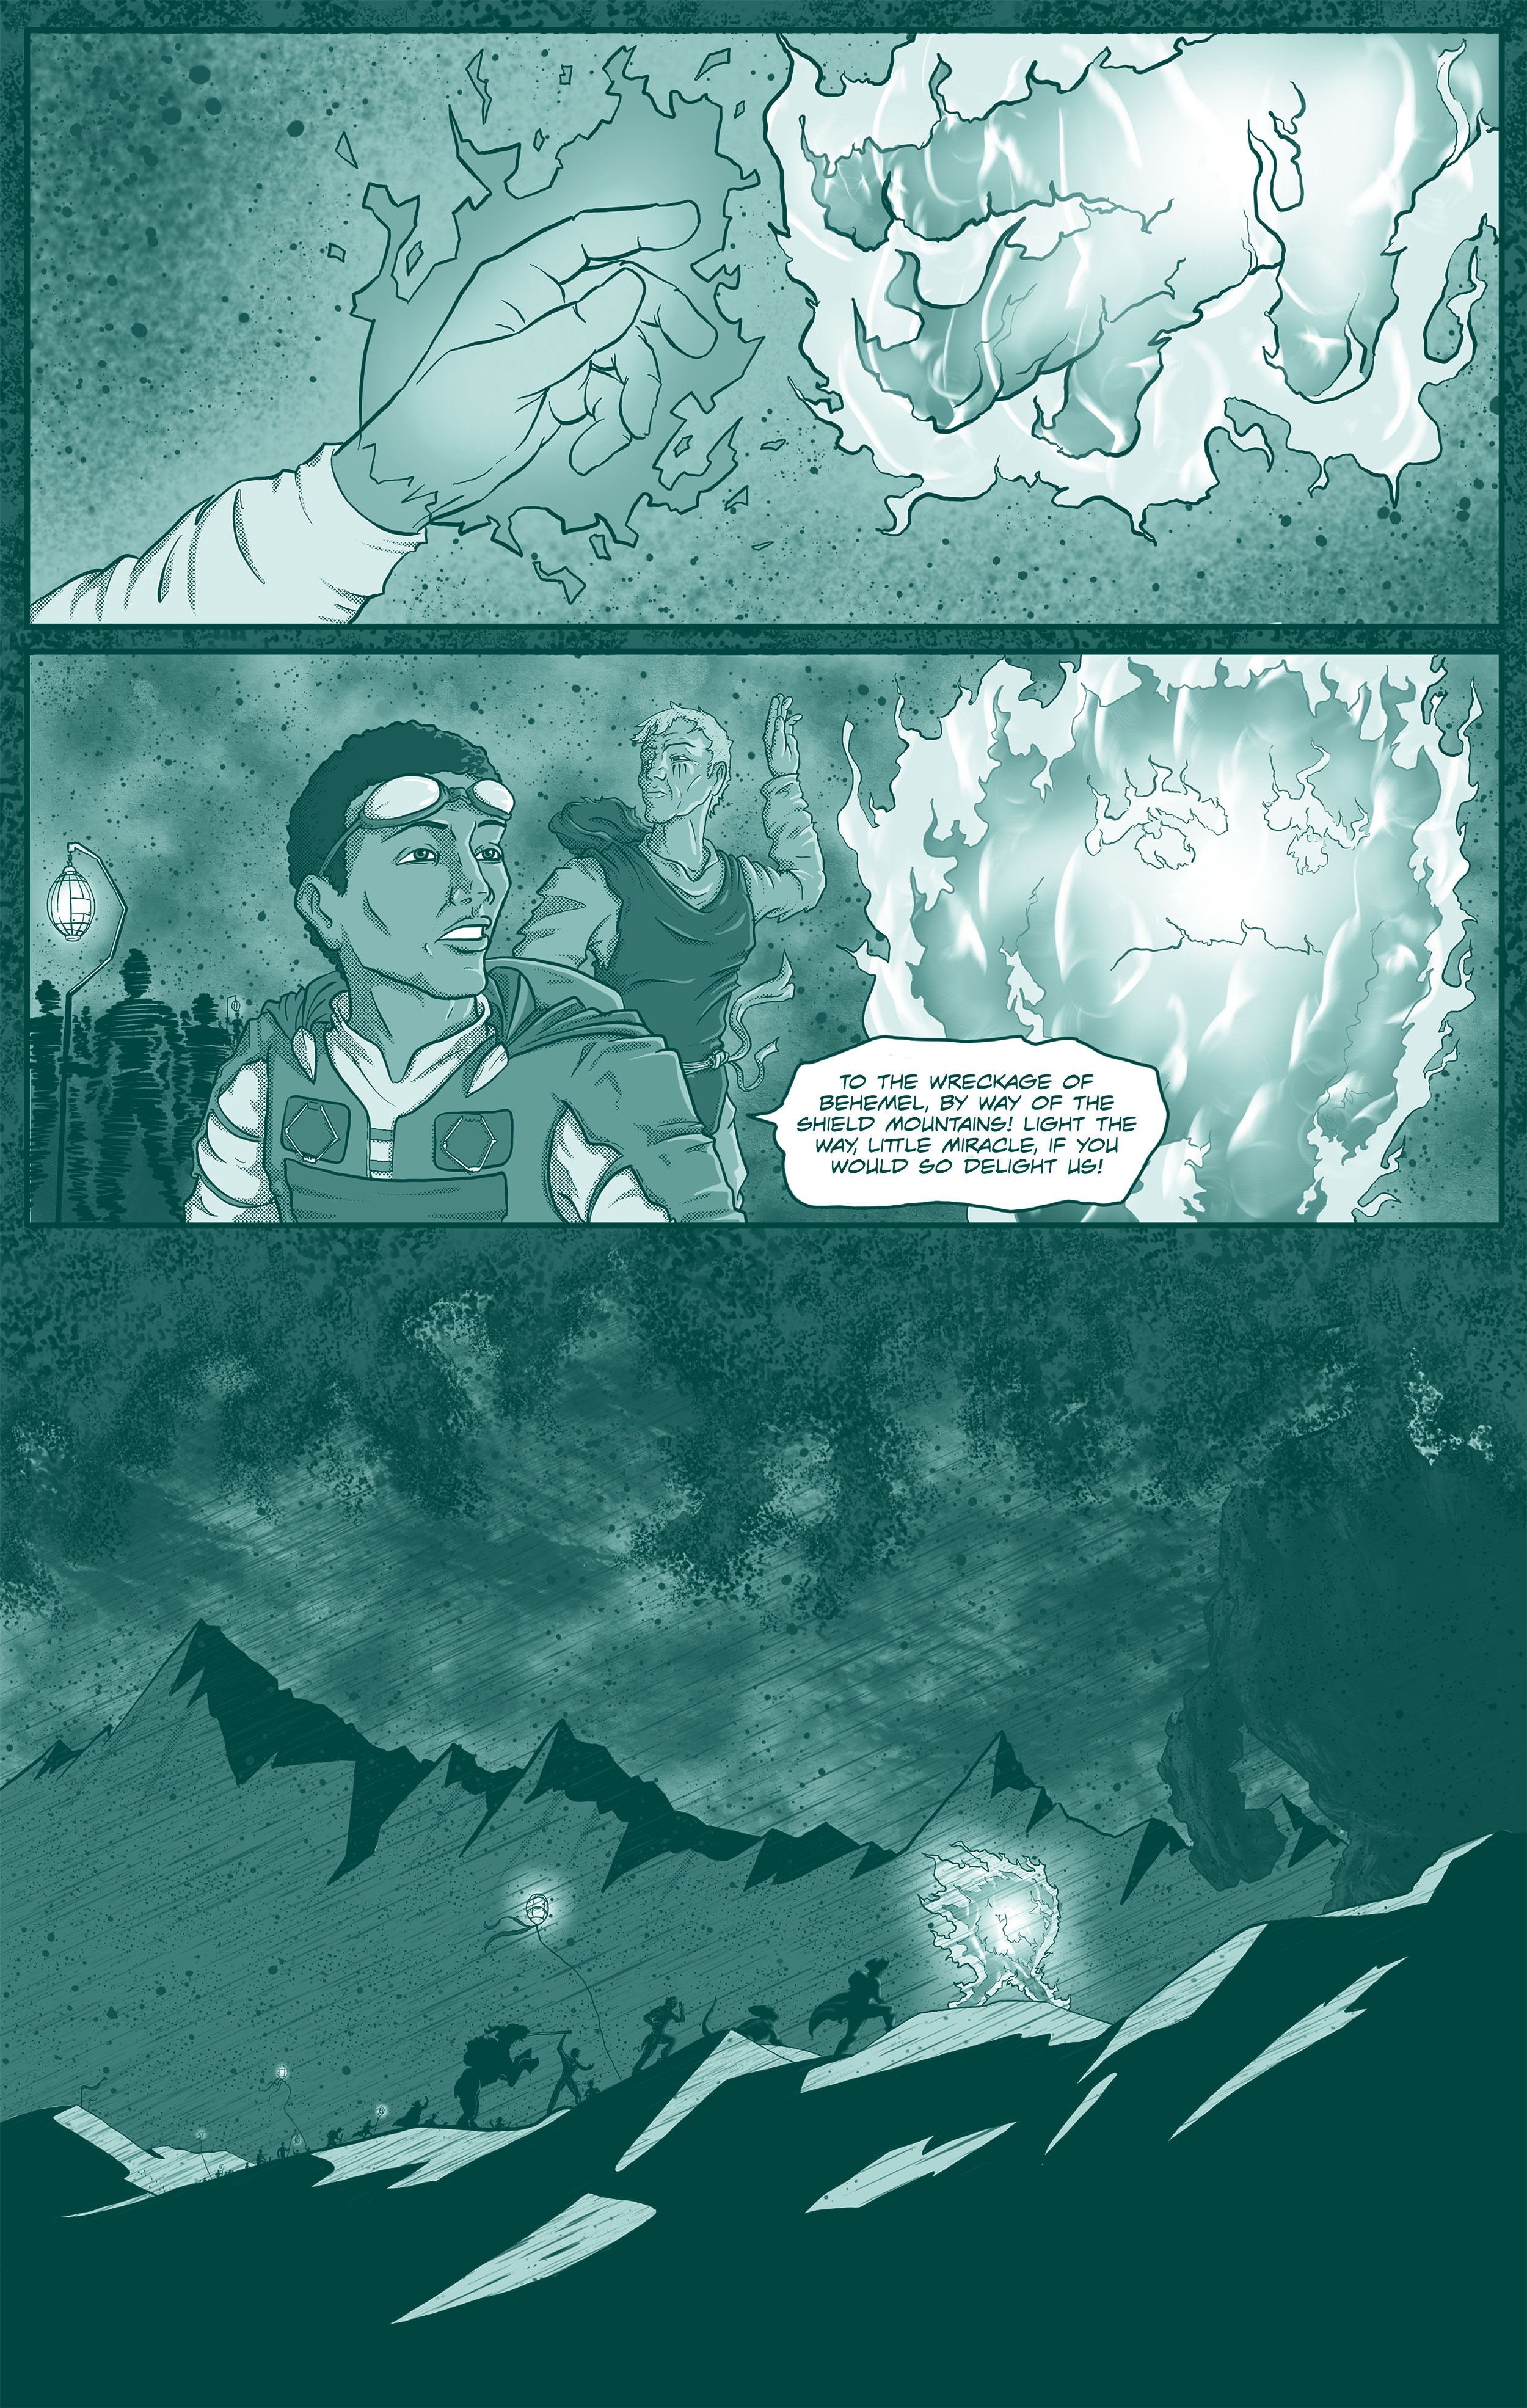 TO THE WRECKAGE OF
BEHEMEL, BY WAY OF THE
SHIELD MOUNTAINS! LIGHT THE
WAY, LITTLE MIRACLE, IF YOU
WOULD SO DELIGHT US!